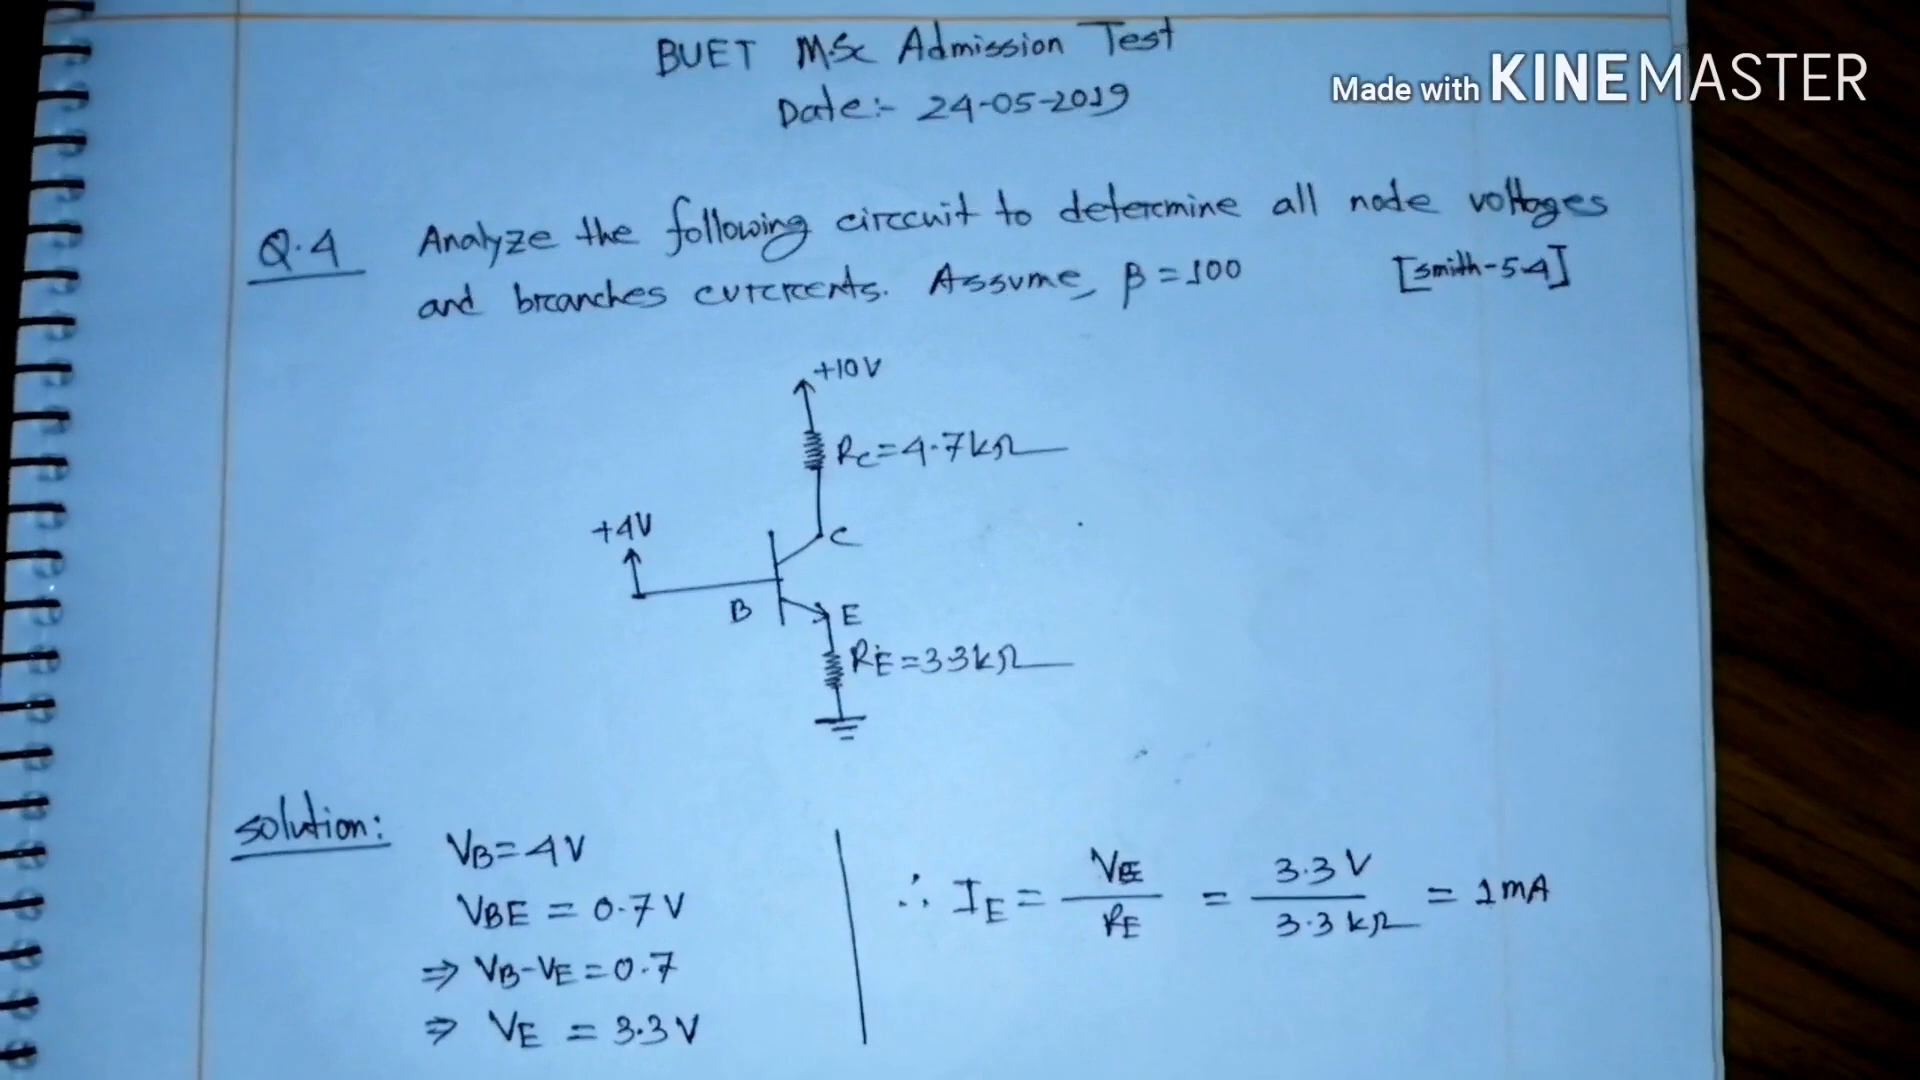 BUET MSc Admission Test
Made with KINEMASTER
Date:- 24-05-2019
Q.4 Analyze the following circuit to determine all node voltages
and branches currents. Assume, β = 100 [smith-5.4]
+10V
Rc=4.7kΩ
+4V
C
B
E
RE=3.3kΩ
Solution:
VB=4V
VBE = 0.7V
⇒ VB-VE=0.7
⇒ VE = 3.3V
∴ IE = VE/RE = 3.3V/3.3kΩ = 1mA